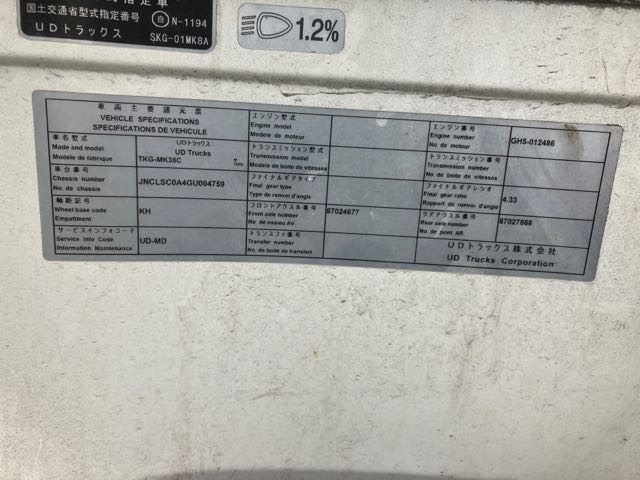 指定車
国土交通省型式指定番号 自 N-1194
UDトラックス SKG-01MK8A
1.2%
車両主要諸元票
VEHICLE SPECIFICATIONS
SPECIFICATIONS DE VEHICULE
車名型式
Made and model
Modele de fabrique
UDトラックス
UD Trucks
TKG-MK38C
車台番号
Chassis number
No. de chassis
JNCLSC0A4GU004759
軸距記号
Wheel base code
Empattment
KH
サービスインフォコード
Service info Code
Information Maintenance
UD-MD
エンジン型式
Engine model
Modele de moteur
トランスミッション型式
Transmission model
Modele de boite de vitesses
ファイナルギアタイプ
Final gear type
Type de renvoi d'angle
フロントアクスル番号
Front axle number
No. de essieu AV
87024677
トランスファ番号
Transfer number
No. de boite de transfert
エンジン番号
Engine number
No. de moteur
GH5-012486
トランスミッション番号
Transmission number
No. de boite de vitesses
ファイナルギアレシオ
Final gear ratio
Rapport de renvoi d'angle
4.33
リアアクスル番号
Rear axle number
No. de pont AR.
87027868
UDトラックス株式会社
UD Trucks Corporation